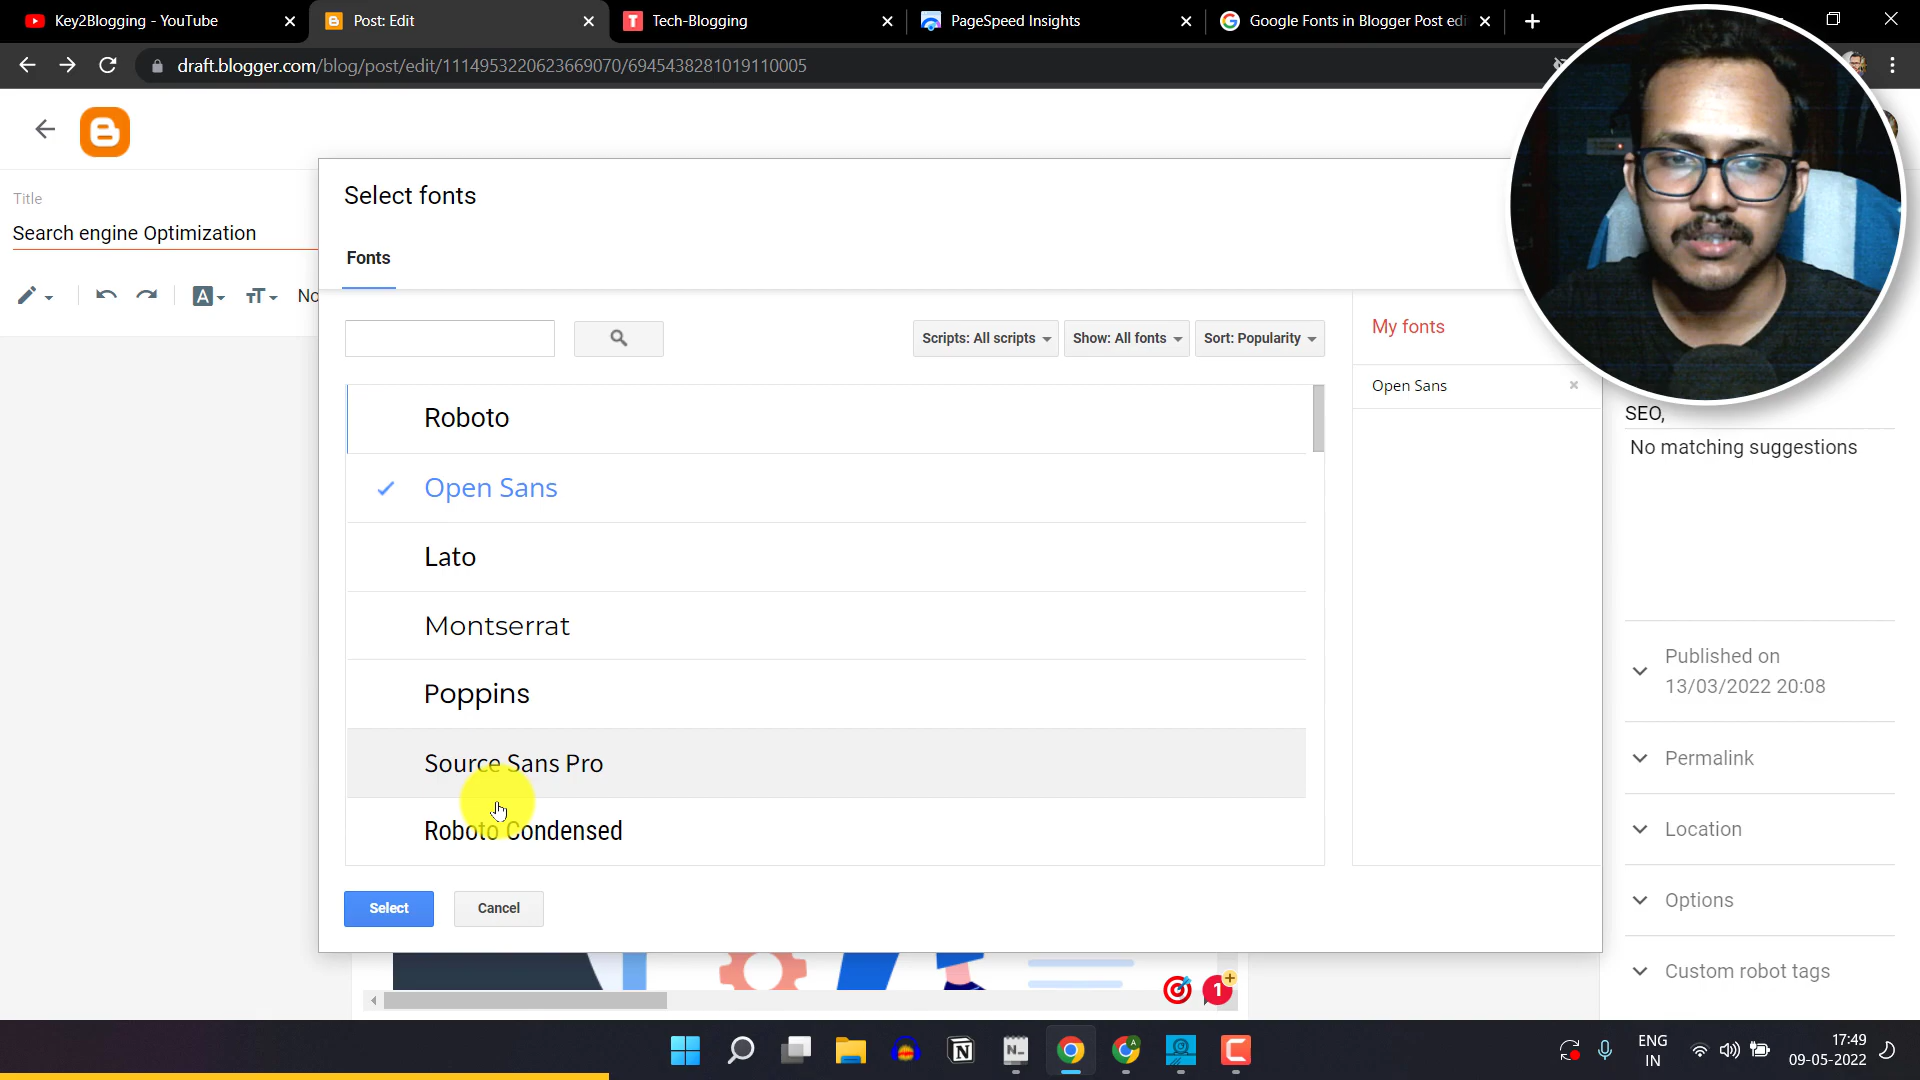 Key2Blogging - YouTube
Post: Edit
Tech-Blogging
PageSpeed Insights
Google Fonts in Blogger Post edi
draft.blogger.com/blog/post/edit/1114953220623669070/6945438281019110005
Select fonts
Title
Search engine Optimization
Fonts
No
Scripts: All scripts
Show: All fonts
Sort: Popularity
My fonts
Open Sans
Roboto
Open Sans
Lato
Montserrat
Poppins
Source Sans Pro
Roboto Condensed
Select
Cancel
SEO,
No matching suggestions
Published on
13/03/2022 20:08
Permalink
Location
Options
Custom robot tags
1
ENG
IN
17:49
09-05-2022